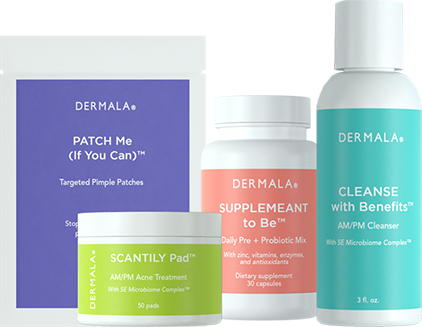 DERMALA®
PATCH Me
(If You Can)™
Targeted Pimple Patches
DERMALA®
SCANTILY Pad™
AM/PM Acne Treatment
With SE Microbiome Complex™
50 pads
DERMALA®
SUPPLEMEANT
to Be™
Daily Pre + Probiotic Mix
With zinc, vitamins, enzymes,
and antioxidants
Dietary supplement
30 capsules
DERMALA®
CLEANSE
with Benefits™
AM/PM Cleanser
With SE Microbiome Complex™
3 fl. oz.